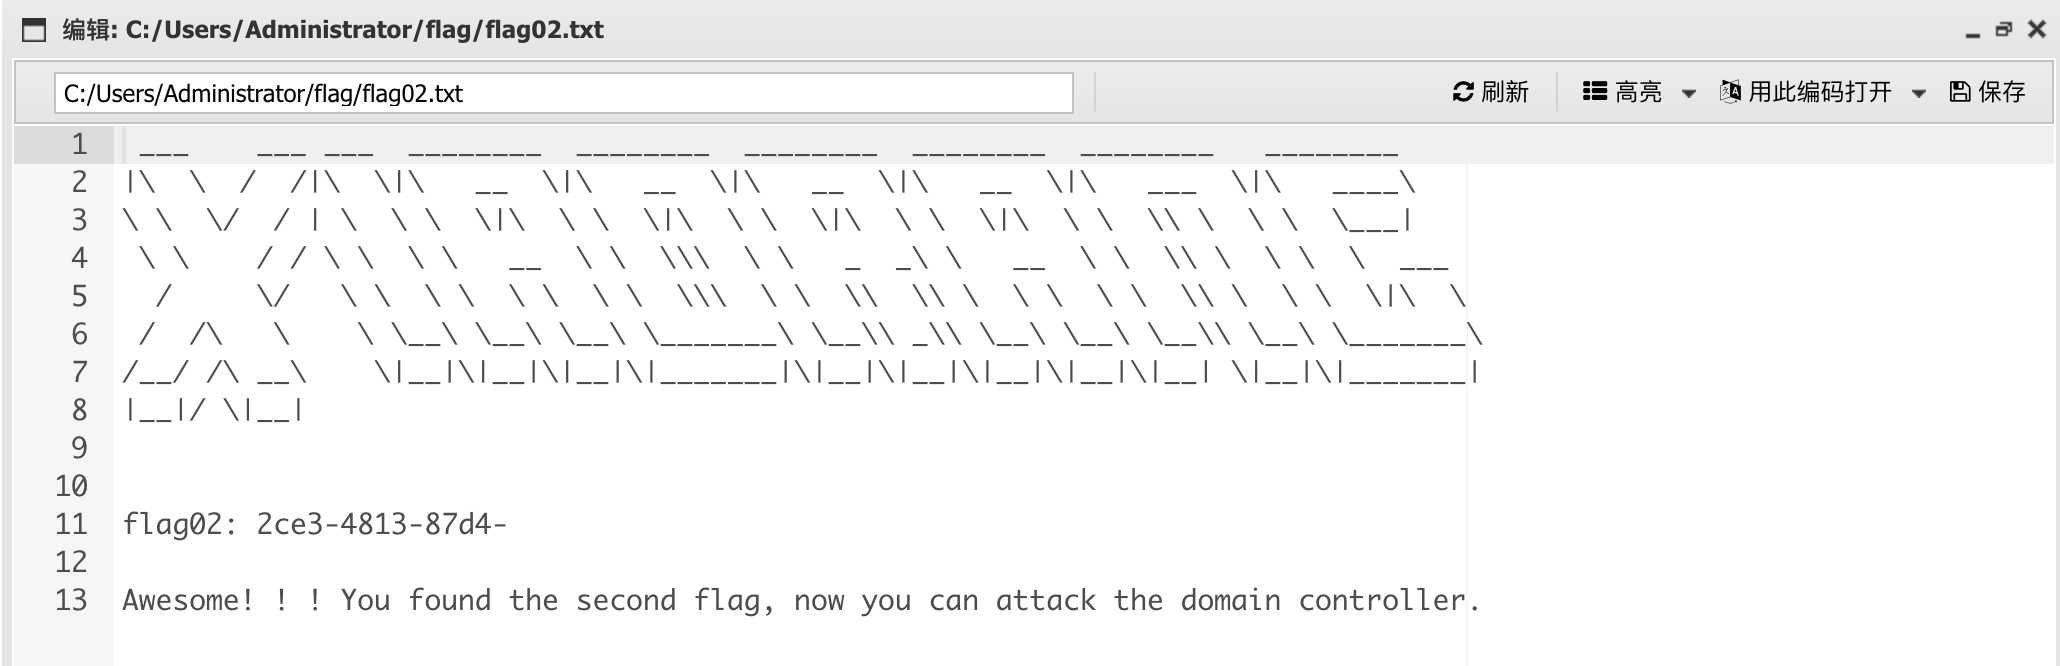 编辑: C:/Users/Administrator/flag/flag02.txt
C:/Users/Administrator/flag/flag02.txt 刷新 高亮 用此编码打开 保存
1  ___    ___ ___  ________  ________  ________  ________  ________   ________
2 |\  \  /  /|\  \|\   __  \|\   __  \|\   __  \|\   __  \|\   ___  \|\   ____\
3 \ \  \/  / | \  \ \  \|\  \ \  \|\  \ \  \|\  \ \  \|\  \ \  \\ \  \ \  \___|
4  \ \    / / \ \  \ \   __  \ \  \\\  \ \   _  _\ \   __  \ \  \\ \  \ \  \  ___
5   /     \/   \ \  \ \  \ \  \ \  \\\  \ \  \\  \\ \  \ \  \ \  \\ \  \ \  \|\  \
6  /  /\   \    \ \__\ \__\ \__\ \_______\ \__\\ _\\ \__\ \__\ \__\\ \__\ \_______\
7 /__/ /\ __\    \|__|\|__|\|__|\|_______|\|__|\|__|\|__|\|__|\|__| \|__|\|_______|
8 |__|/ \|__|
9
10
11 flag02: 2ce3-4813-87d4-
12
13 Awesome! ! ! You found the second flag, now you can attack the domain controller.